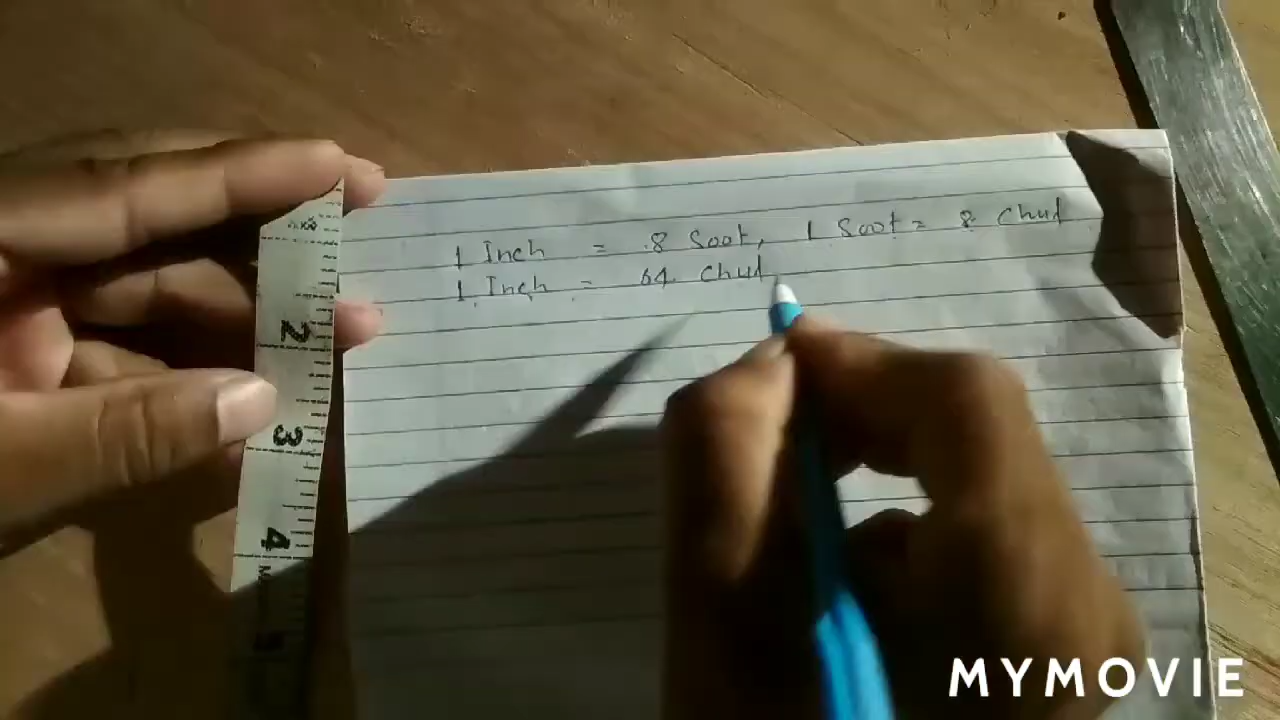 1 Inch = 8 Soot, 1 Soot = 8 Chud
1 Inch = 64 Chud
2
3
4
MYMOVIE